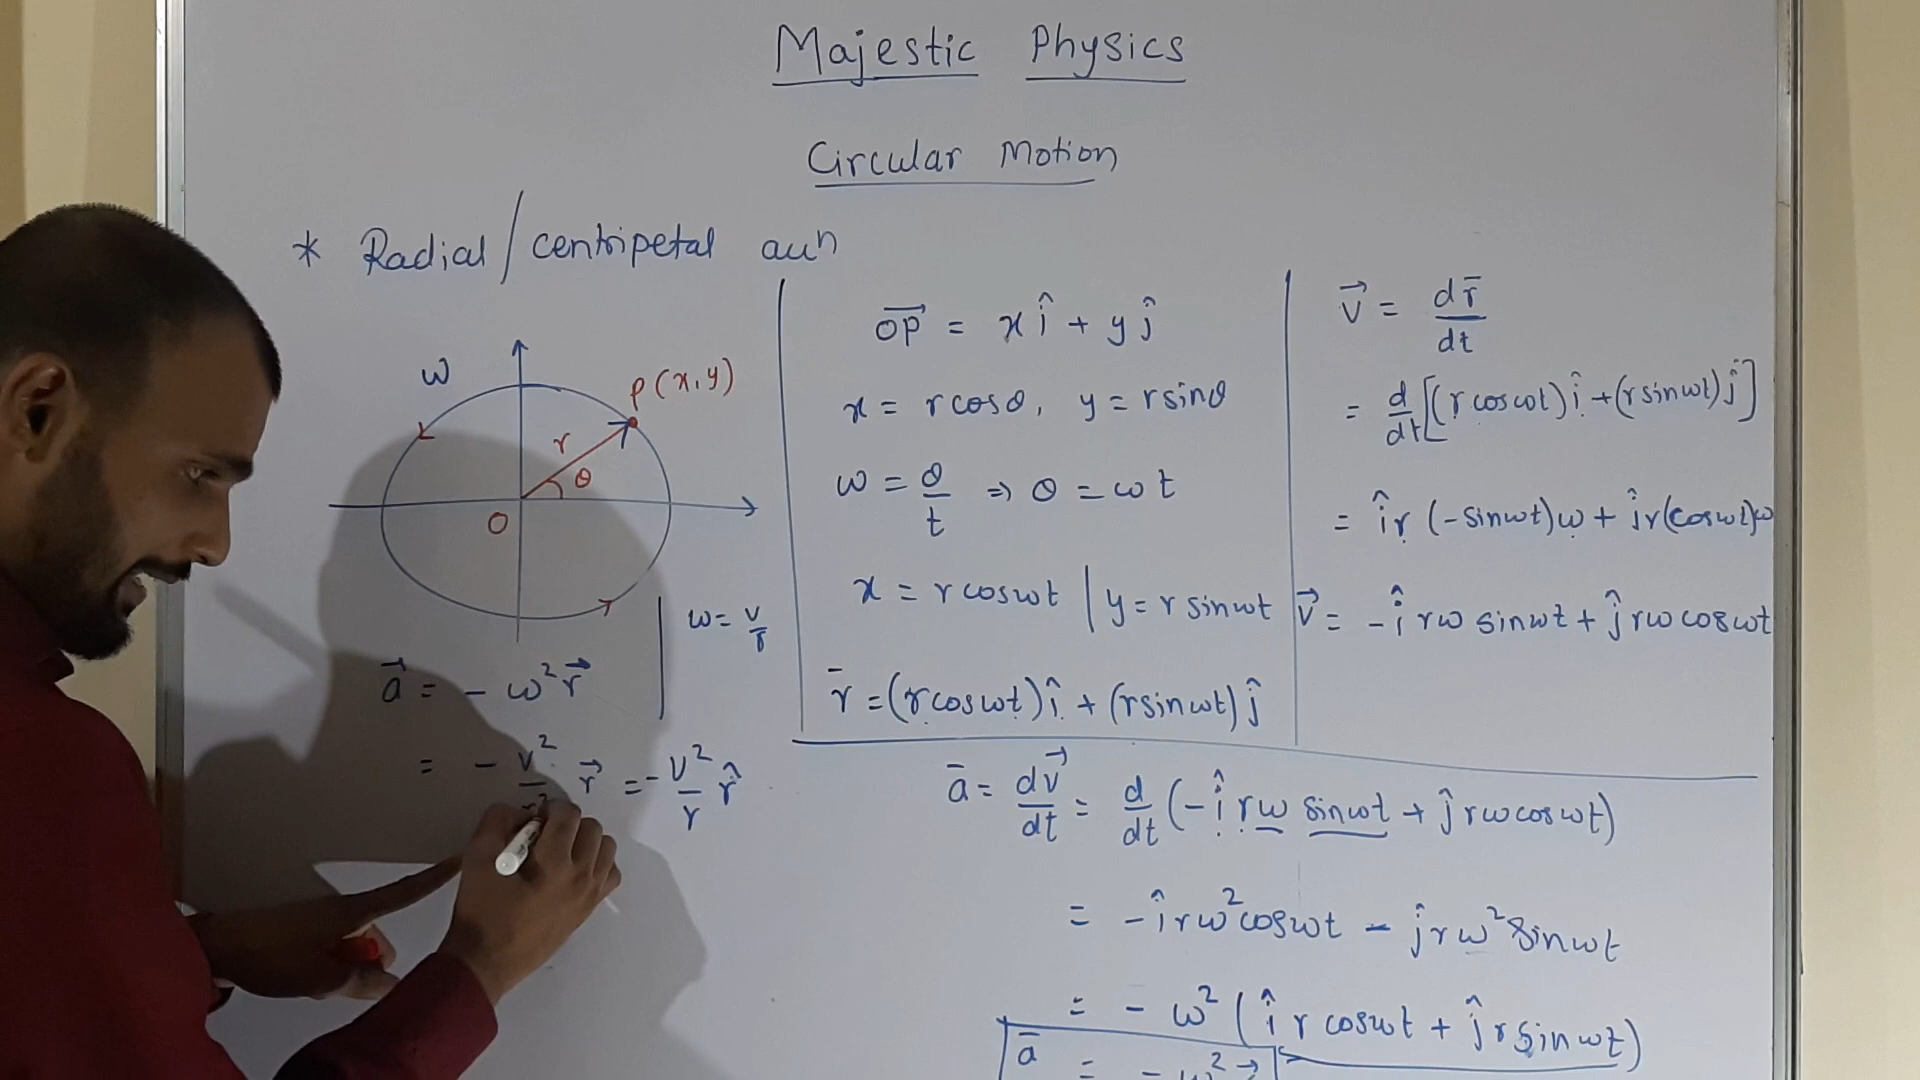 Majestic Physics
Circular Motion
* Radial / centripetal accn
ω
P (x, y)
r
θ
O
ω = v/r
a⃗ = - ω² r⃗
= - v²/r² r⃗ = - v²/r r̂
OP⃗ = x î + y ĵ
x = r cosθ, y = r sinθ
ω = θ/t ⇒ θ = ωt
x = r cosωt | y = r sinωt
r̄ = (r cosωt) î + (r sinωt) ĵ
v⃗ = d r̄/dt
= d/dt [(r cosωt) î + (r sinωt) ĵ]
= î r (-sinωt)ω + ĵ r (cosωt)ω
v⃗ = - î rω sinωt + ĵ rω cosωt
ā = dv⃗/dt = d/dt (- î rω sinωt + ĵ rω cosωt)
= - î rω² cosωt - ĵ rω² sinωt
= - ω² ( î r cosωt + ĵ r sinωt)
ā = - ω²